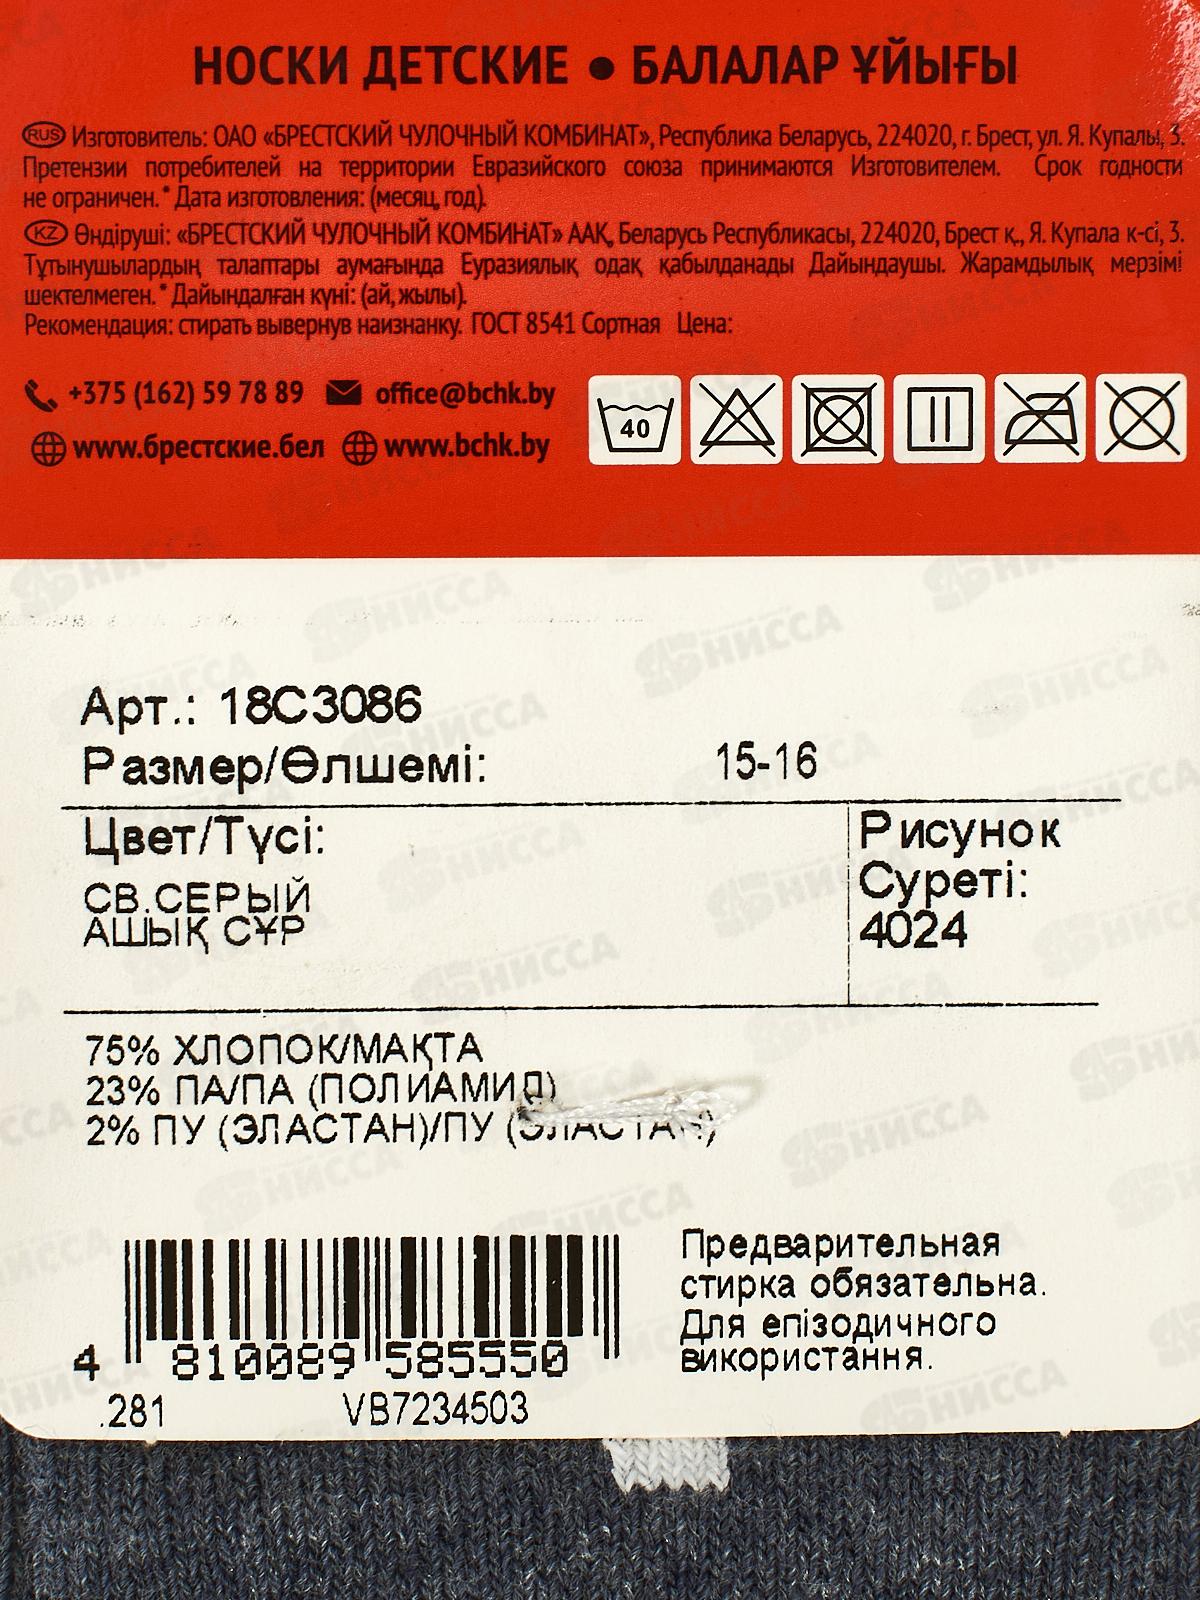 НОСКИ ДЕТСКИЕ ● БАЛАЛАР ҰЙЫҒЫ
RUS Изготовитель: ОАО «БРЕСТСКИЙ ЧУЛОЧНЫЙ КОМБИНАТ», Республика Беларусь, 224020, г. Брест, ул. Я. Купалы, 3.
Претензии потребителей на территории Евразийского союза принимаются Изготовителем. Срок годности
не ограничен.* Дата изготовления: (месяц, год).
KZ Өндіруші: «БРЕСТСКИЙ ЧУЛОЧНЫЙ КОМБИНАТ» ААҚ, Беларусь Республикасы, 224020, Брест қ., Я. Купала к-сі, 3.
Тұтынушылардың талаптары аумағында Еуразиялық одақ қабылданады Дайындаушы. Жарамдылық мерзімі
шектелмеген.* Дайындалған күні: (ай, жылы).
Рекомендация: стирать вывернув наизнанку. ГОСТ 8541 Сортная Цена:
+375 (162) 59 78 89 office@bchk.by
www.брестские.бел www.bchk.by
40
Арт.: 18С3086
Размер/Өлшемі: 15-16
Цвет/Түсі:
СВ.СЕРЫЙ
АШЫҚ СҰР
Рисунок
Суреті:
4024
75% ХЛОПОК/МАҚТА
23% ПА/ПА (ПОЛИАМИД)
2% ПУ (ЭЛАСТАН)/ПУ (ЭЛАСТАН)
4 810089 585550
.281 VB7234503
Предварительная
стирка обязательна.
Для епізодичного
використання.